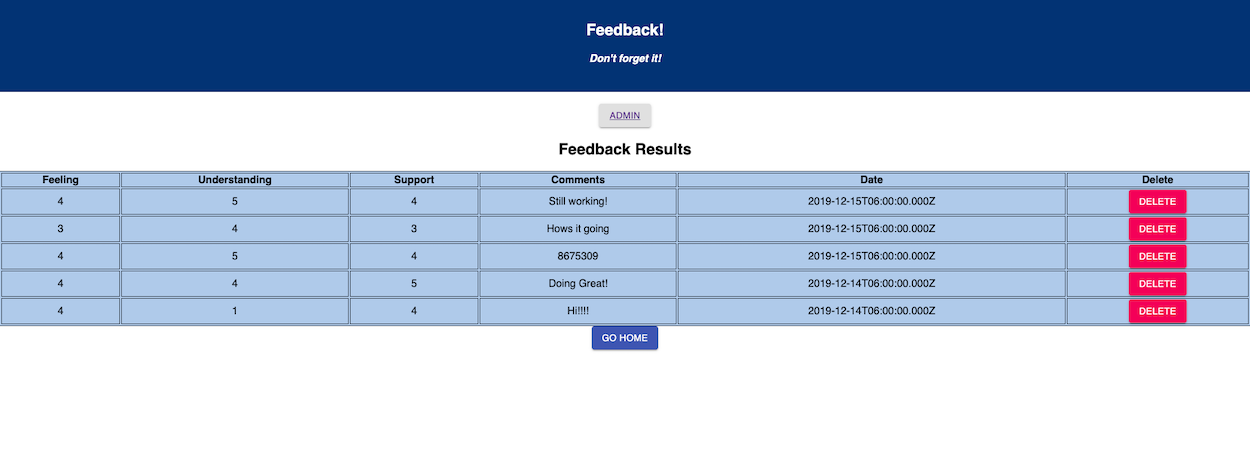 Feedback!
Don't forget it!
ADMIN
Feedback Results
Feeling Understanding Support Comments Date Delete
4 5 4 Still working! 2019-12-15T06:00:00.000Z DELETE
3 4 3 Hows it going 2019-12-15T06:00:00.000Z DELETE
4 5 4 8675309 2019-12-15T06:00:00.000Z DELETE
4 4 5 Doing Great! 2019-12-14T06:00:00.000Z DELETE
4 1 4 Hi!!!! 2019-12-14T06:00:00.000Z DELETE
GO HOME